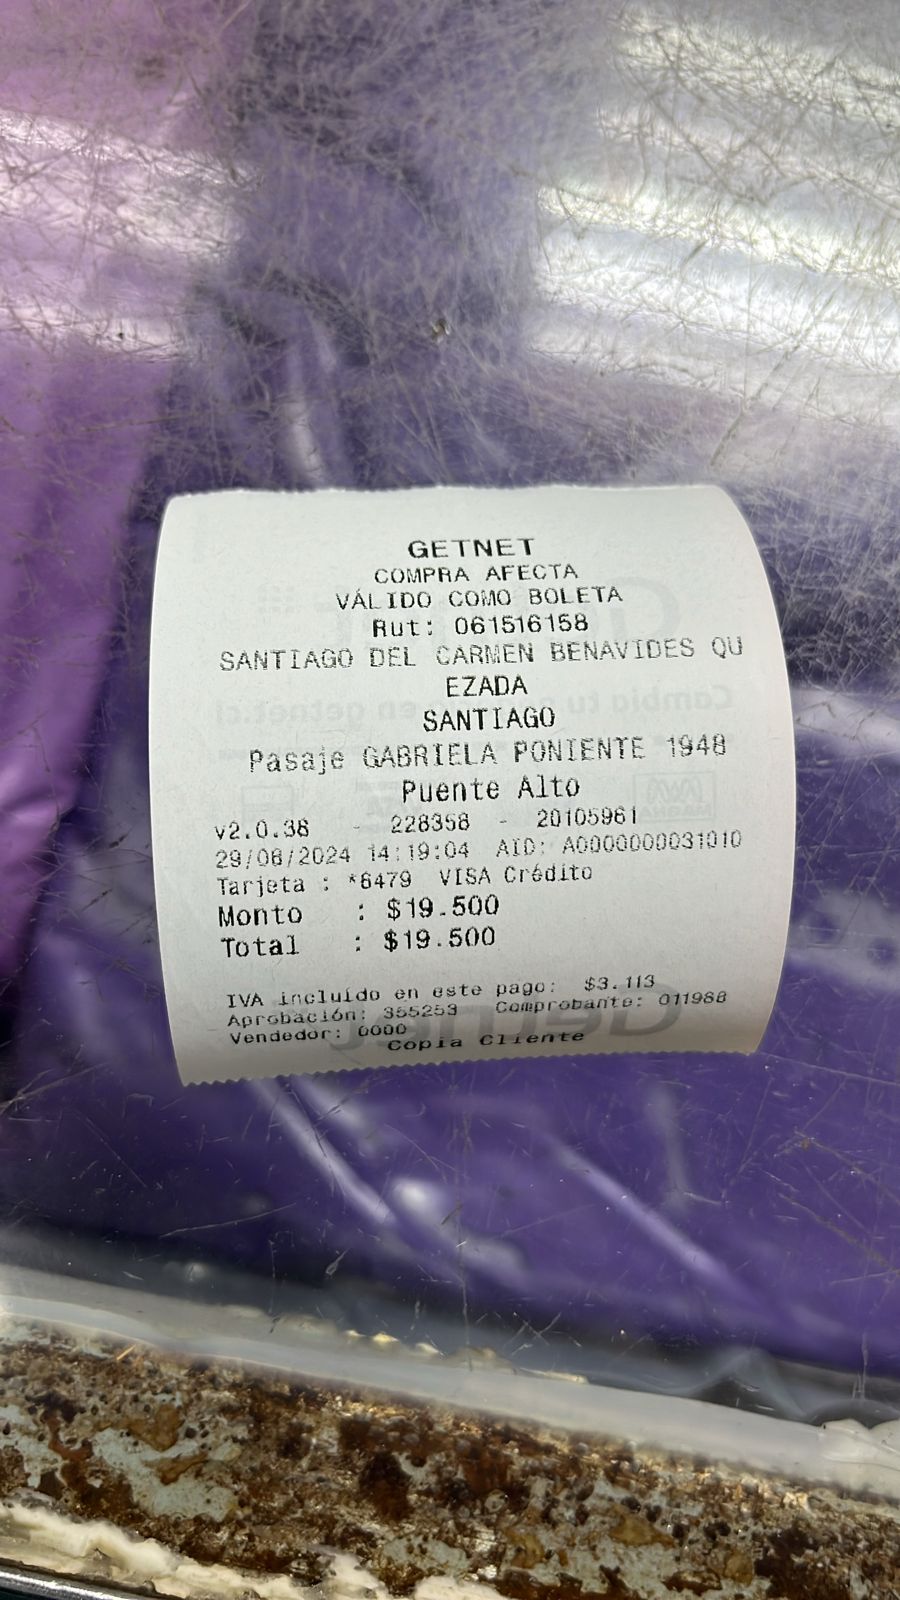 GETNET
COMPRA AFECTA
VÁLIDO COMO BOLETA
Rut: 061516158
SANTIAGO DEL CARMEN BENAVIDES QU
EZADA
SANTIAGO
Pasaje GABRIELA PONIENTE 1948
Puente Alto
v2.0.38 - 228358 - 20105961
29/08/2024 14:19:04 AID: A0000000031010
Tarjeta : *6479 VISA Crédito
Monto : $19.500
Total : $19.500
IVA incluído en este pago: $3.113
Aprobación: 355253 Comprobante: 011988
Vendedor: 0000
Copia Cliente